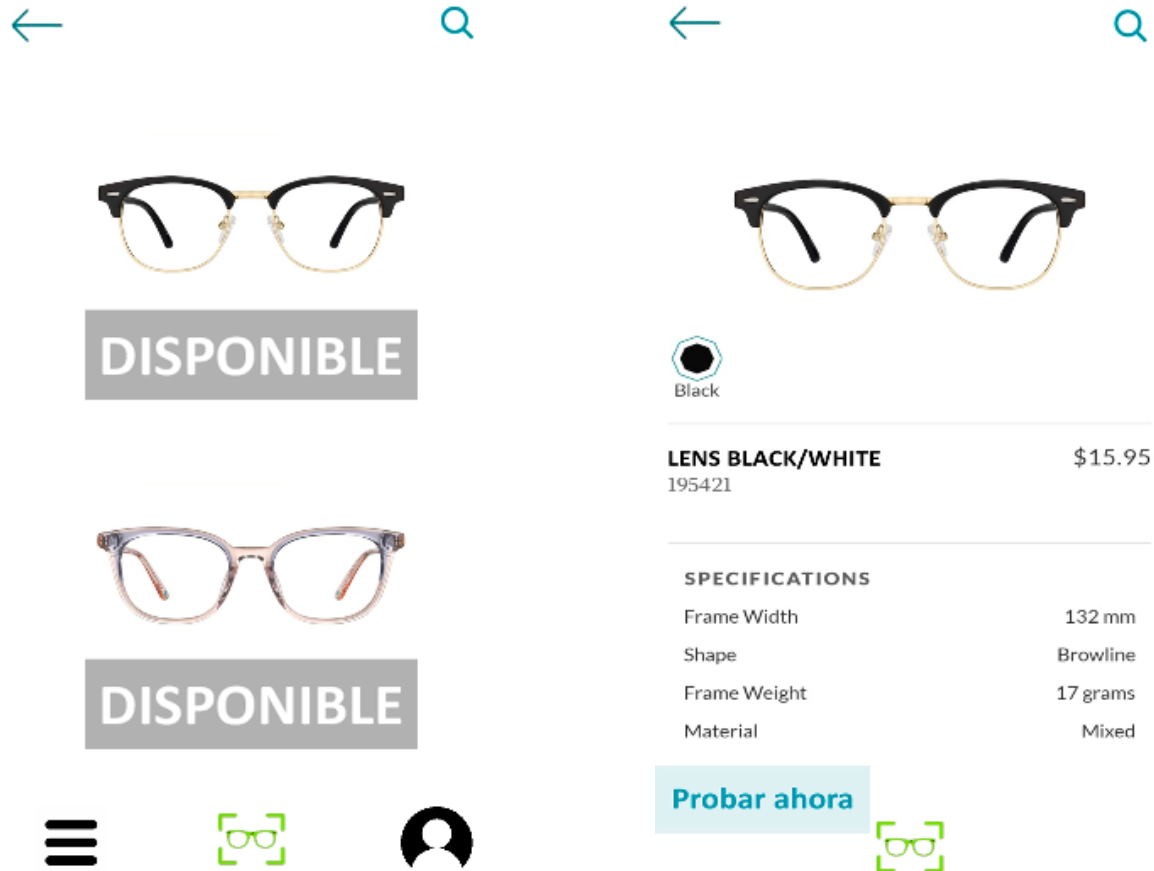 DISPONIBLE
DISPONIBLE
Black
LENS BLACK/WHITE $15.95
195421
SPECIFICATIONS
Frame Width 132 mm
Shape Browline
Frame Weight 17 grams
Material Mixed
Probar ahora